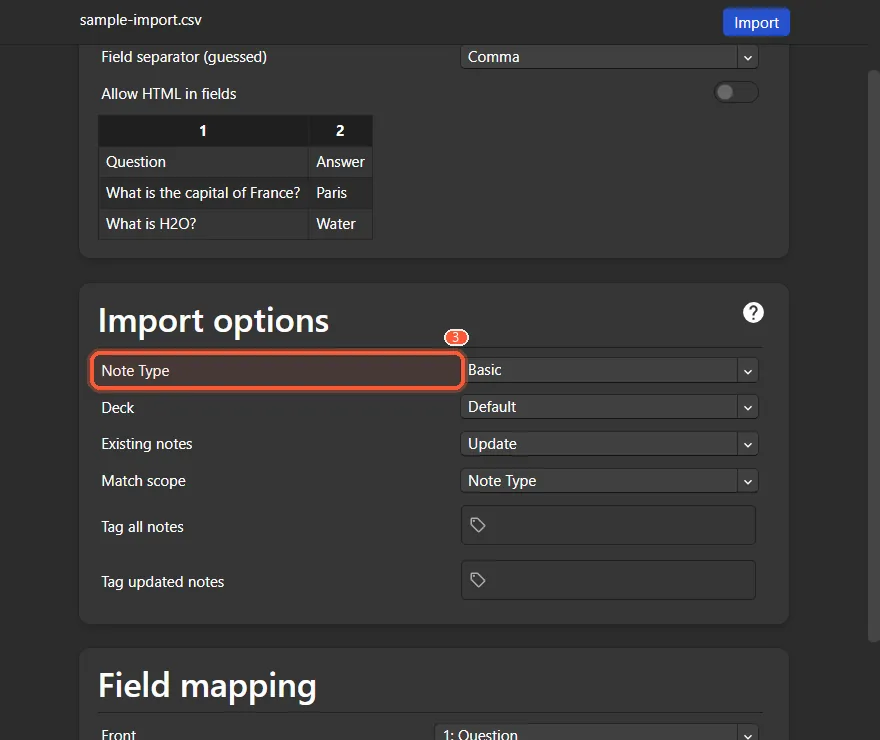 sample-import.csv
Import
Field separator (guessed) Comma
Allow HTML in fields
1 2
Question Answer
What is the capital of France? Paris
What is H2O? Water
Import options ?
3
Note Type Basic
Deck Default
Existing notes Update
Match scope Note Type
Tag all notes
Tag updated notes
Field mapping
Front 1: Question